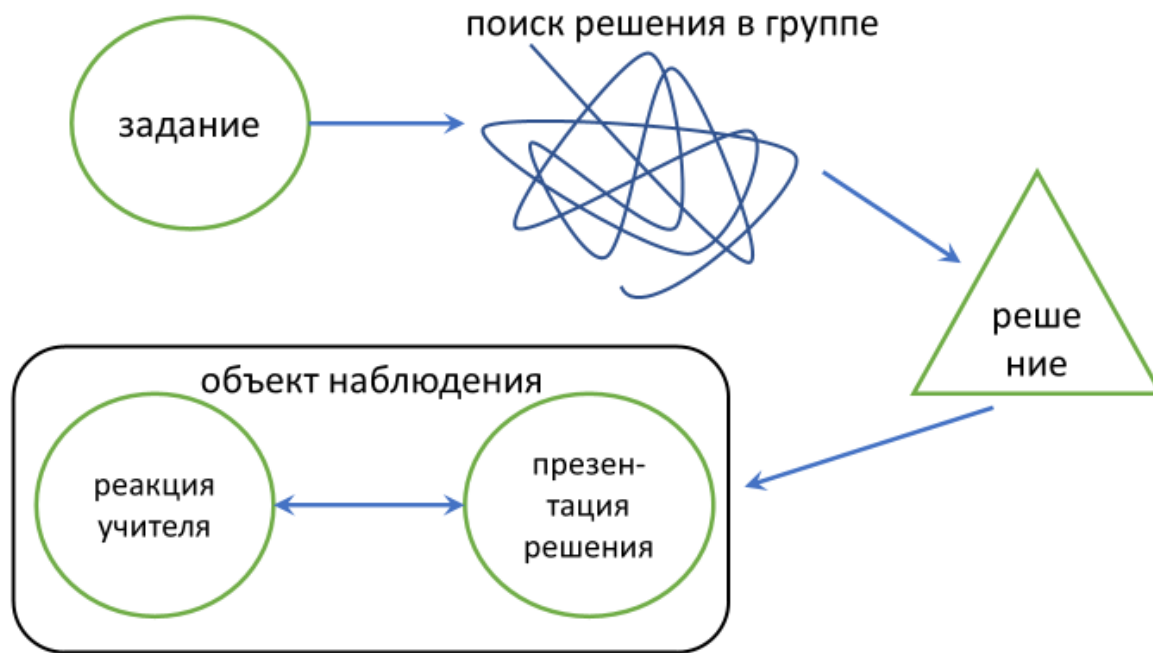 поиск решения в группе
задание
реше
ние
объект наблюдения
реакция
учителя
презен-
тация
решения